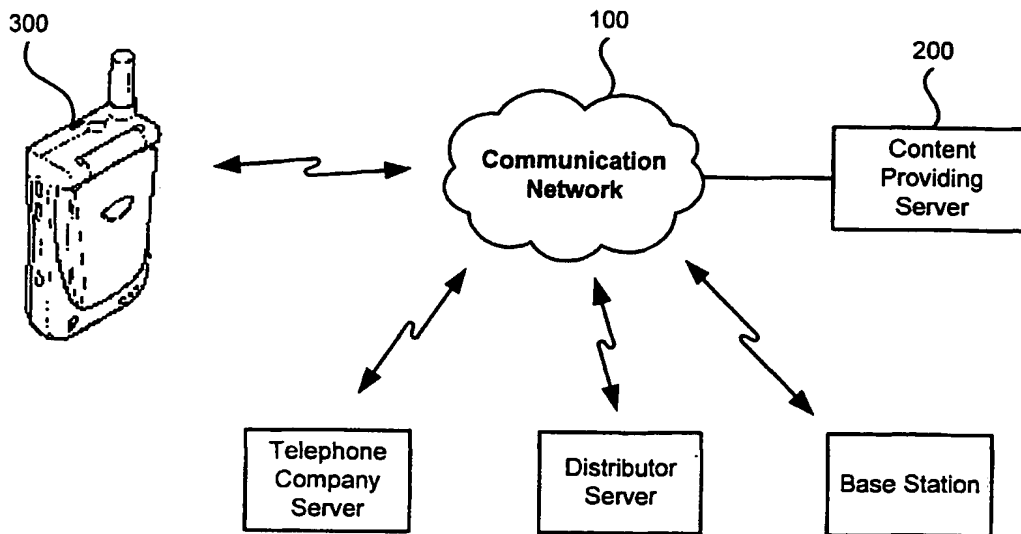 300
100
200
Communication
Network
Content
Providing
Server
Telephone
Company
Server
Distributor
Server
Base Station